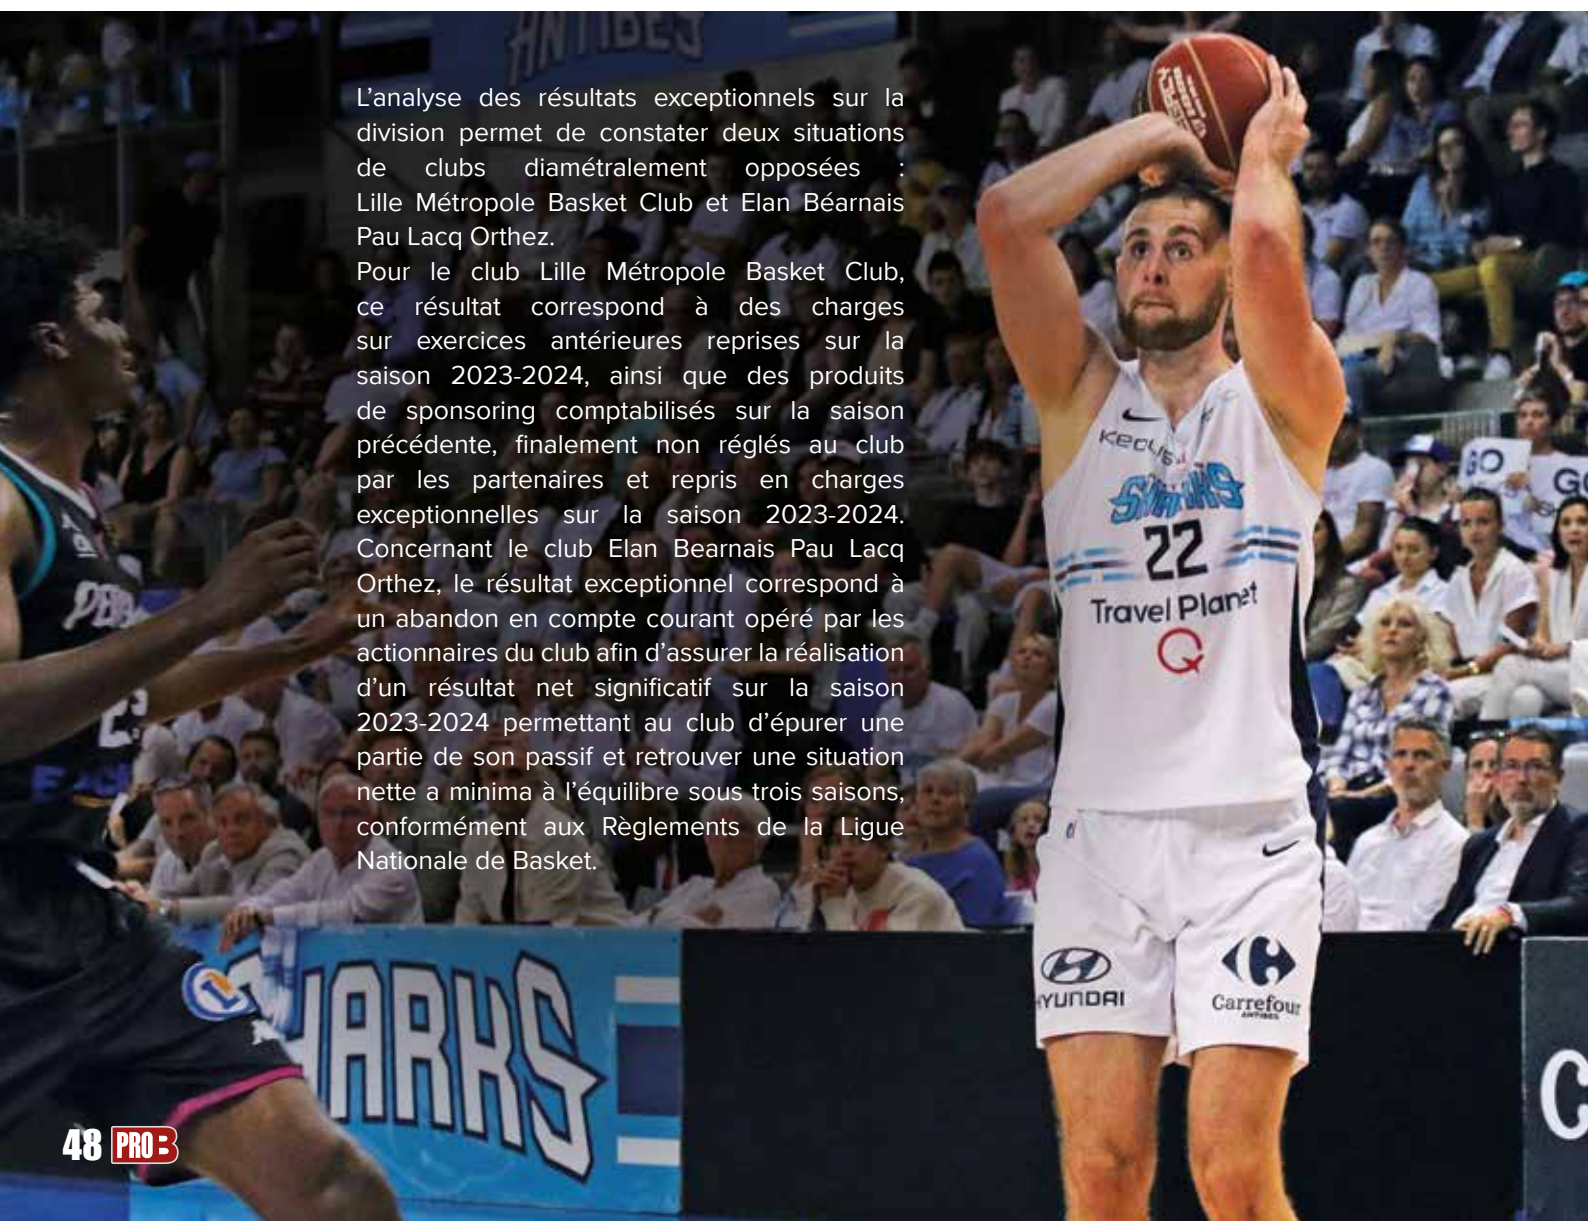 ANTIBES
L'analyse des résultats exceptionnels sur la
division permet de constater deux situations
de clubs diamétralement opposées :
Lille Métropole Basket Club et Elan Béarnais
Pau Lacq Orthez.
Pour le club Lille Métropole Basket Club,
ce résultat correspond à des charges
sur exercices antérieures reprises sur la
saison 2023-2024, ainsi que des produits
de sponsoring comptabilisés sur la saison
précédente, finalement non réglés au club
par les partenaires et repris en charges
exceptionnelles sur la saison 2023-2024.
Concernant le club Elan Bearnais Pau Lacq
Orthez, le résultat exceptionnel correspond à
un abandon en compte courant opéré par les
actionnaires du club afin d'assurer la réalisation
d'un résultat net significatif sur la saison
2023-2024 permettant au club d'épurer une
partie de son passif et retrouver une situation
nette a minima à l'équilibre sous trois saisons,
conformément aux Règlements de la Ligue
Nationale de Basket.
GO
GO
SHARKS
22
Travel Planet
HYUNDAI
Carrefour
ANTIBES
HARKS
48 PRO B